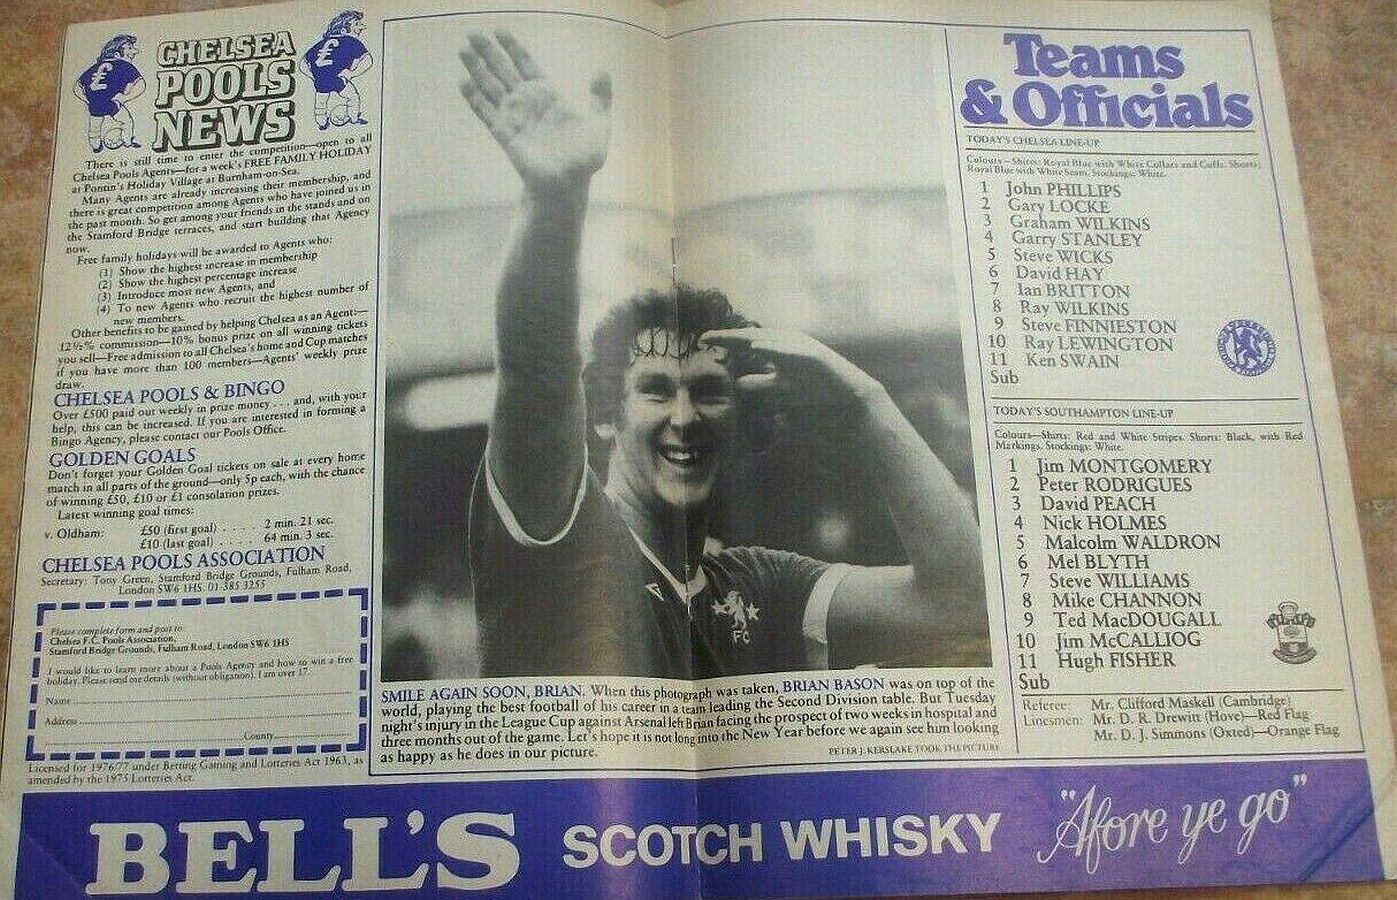 CHELSEA
POOLS
NEWS
There is still time to enter the competition—open to all
Chelsea Pools Agents—for a week's FREE FAMILY HOLIDAY
at Pontin's Holiday Village at Burnham-on-Sea.
Many Agents are already increasing their membership, and
there is great competition among Agents who have joined us in
the past month. So get among your friends in the stands and on
the Stamford Bridge terraces, and start building that Agency
now.
Free family holidays will be awarded to Agents who:
(1) Show the highest increase in membership
(2) Show the highest percentage increase
(3) Introduce most new Agents, and
(4) To new Agents who recruit the highest number of
new members.
Other benefits to be gained by helping Chelsea as an Agent:—
12½% commission—10% bonus prize on all winning tickets
you sell—Free admission to all Chelsea's home and Cup matches
if you have more than 100 members—Agents' weekly prize
draw.
CHELSEA POOLS & BINGO
Over £500 paid out weekly in prize money . . . and, with your
help, this can be increased. If you are interested in forming a
Bingo Agency, please contact our Pools Office.
GOLDEN GOALS
Don't forget your Golden Goal tickets on sale at every home
match in all parts of the ground—only 5p each, with the chance
of winning £50, £10 or £1 consolation prizes.
Latest winning goal times:
v. Oldham: £50 (first goal) . . . . 2 min. 21 sec.
£10 (last goal) . . . . 64 min. 3 sec.
CHELSEA POOLS ASSOCIATION
Secretary: Tony Green, Stamford Bridge Grounds, Fulham Road,
London SW6 1HS. 01-385 3255
Please complete form and post to:
Chelsea F.C. Pools Association,
Stamford Bridge Grounds, Fulham Road, London SW6 1HS
I would like to learn more about a Pools Agency and how to win a free
holiday. Please send me details (without obligation). I am over 17.
Name
Address
County
Licensed for 1976/77 under Betting Gaming and Lotteries Act 1963, as
amended by the 1975 Lotteries Act.
SMILE AGAIN SOON, BRIAN. When this photograph was taken, BRIAN BASON was on top of the
world, playing the best football of his career in a team leading the Second Division table. But Tuesday
night's injury in the League Cup against Arsenal left Brian facing the prospect of two weeks in hospital and
three months out of the game. Let's hope it is not long into the New Year before we again see him looking
as happy as he does in our picture.
PETER J. KERSLAKE TOOK THE PICTURE
Teams
& Officials
TODAY'S CHELSEA LINE-UP
Colours—Shirts: Royal Blue with White Collars and Cuffs. Shorts:
Royal Blue with White Seam. Stockings: White.
1 John PHILLIPS
2 Gary LOCKE
3 Graham WILKINS
4 Garry STANLEY
5 Steve WICKS
6 David HAY
7 Ian BRITTON
8 Ray WILKINS
9 Steve FINNIESTON
10 Ray LEWINGTON
11 Ken SWAIN
Sub
TODAY'S SOUTHAMPTON LINE-UP
Colours—Shirts: Red and White Stripes. Shorts: Black, with Red
Markings. Stockings: White.
1 Jim MONTGOMERY
2 Peter RODRIGUES
3 David PEACH
4 Nick HOLMES
5 Malcolm WALDRON
6 Mel BLYTH
7 Steve WILLIAMS
8 Mike CHANNON
9 Ted MacDOUGALL
10 Jim McCALLIOG
11 Hugh FISHER
Sub
Referee: Mr. Clifford Maskell (Cambridge)
Linesmen: Mr. D. R. Drewitt (Hove)—Red Flag
Mr. D. J. Simmons (Oxted)—Orange Flag
BELL'S SCOTCH WHISKY "Afore ye go"